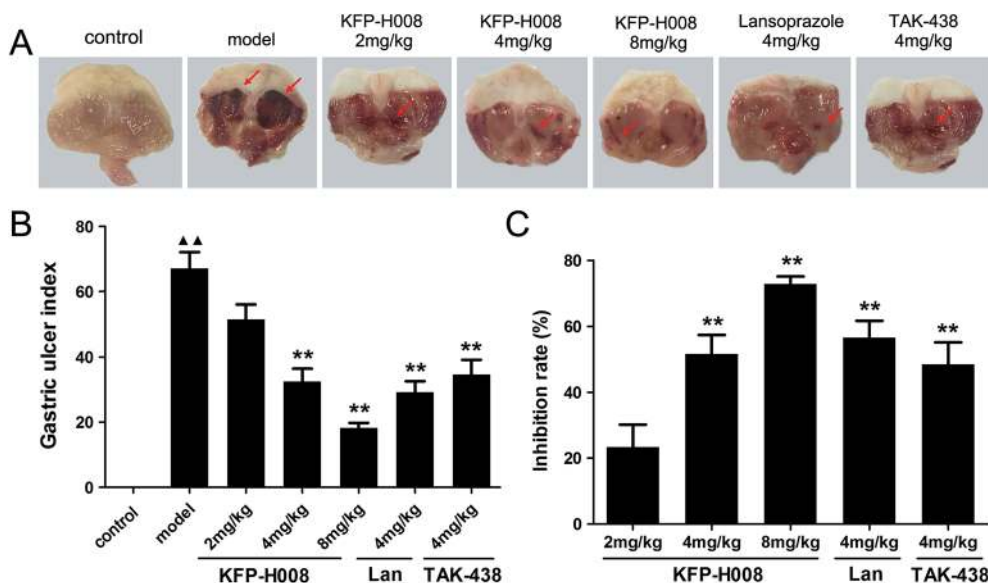 A
control
model
KFP-H008
2mg/kg
KFP-H008
4mg/kg
KFP-H008
8mg/kg
Lansoprazole
4mg/kg
TAK-438
4mg/kg
B
Gastric ulcer index
80
60
40
20
0
▲▲
**
**
**
**
control
model
2mg/kg
4mg/kg
8mg/kg
4mg/kg
4mg/kg
KFP-H008
Lan
TAK-438
C
Inhibition rate (%)
80
60
40
20
0
**
**
**
**
2mg/kg
4mg/kg
8mg/kg
4mg/kg
4mg/kg
KFP-H008
Lan
TAK-438